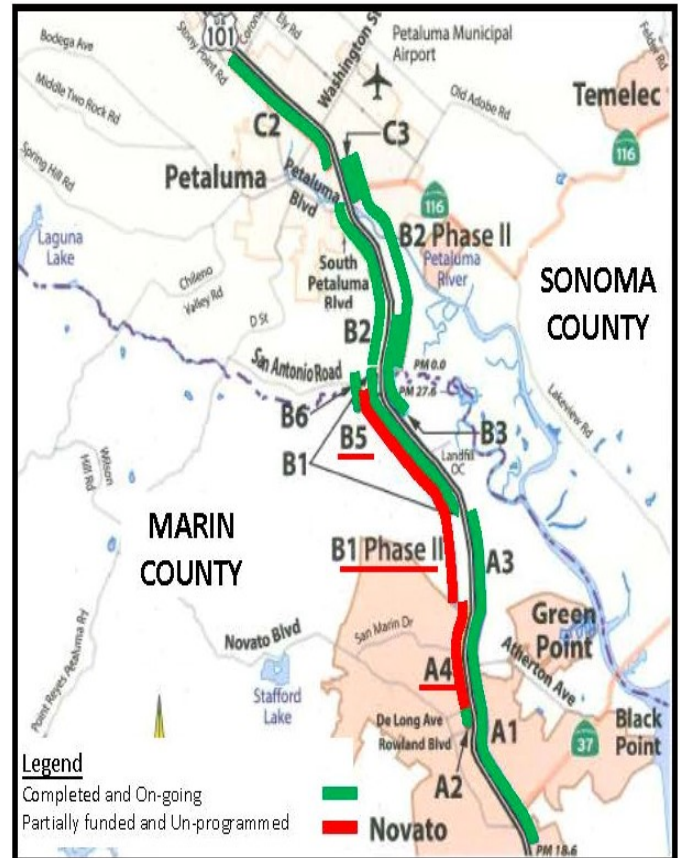 U.S.
101
Corona
Ely Rd
Stony Point Rd
Washington St
Petaluma Municipal
Airport
Felder Rd
Bodega Ave
Middle Two Rock Rd
Spring Hill Rd
Old Adobe Rd
Temelec
116
C2
C3
Petaluma
Petaluma
Blvd
116
B2 Phase II
Petaluma
River
Laguna
Lake
Chileno
Valley Rd
South
Petaluma
Blvd
SONOMA
COUNTY
D St
B2
San Antonio Road
PM 0.0
PM 27.6
Lakeview Rd
B6
B5
B3
B1
Landfill
OC
Wilson
Hill Rd
MARIN
COUNTY
B1 Phase II
A3
Green
Point
Novato Blvd
San Marin Dr
Atherton Ave
Point Reyes Petaluma Rd
Stafford
Lake
A4
De Long Ave
Rowland Blvd
A1
37
Black
Point
A2
Legend
Completed and On-going
Partially funded and Un-programmed
Novato
PM 18.6